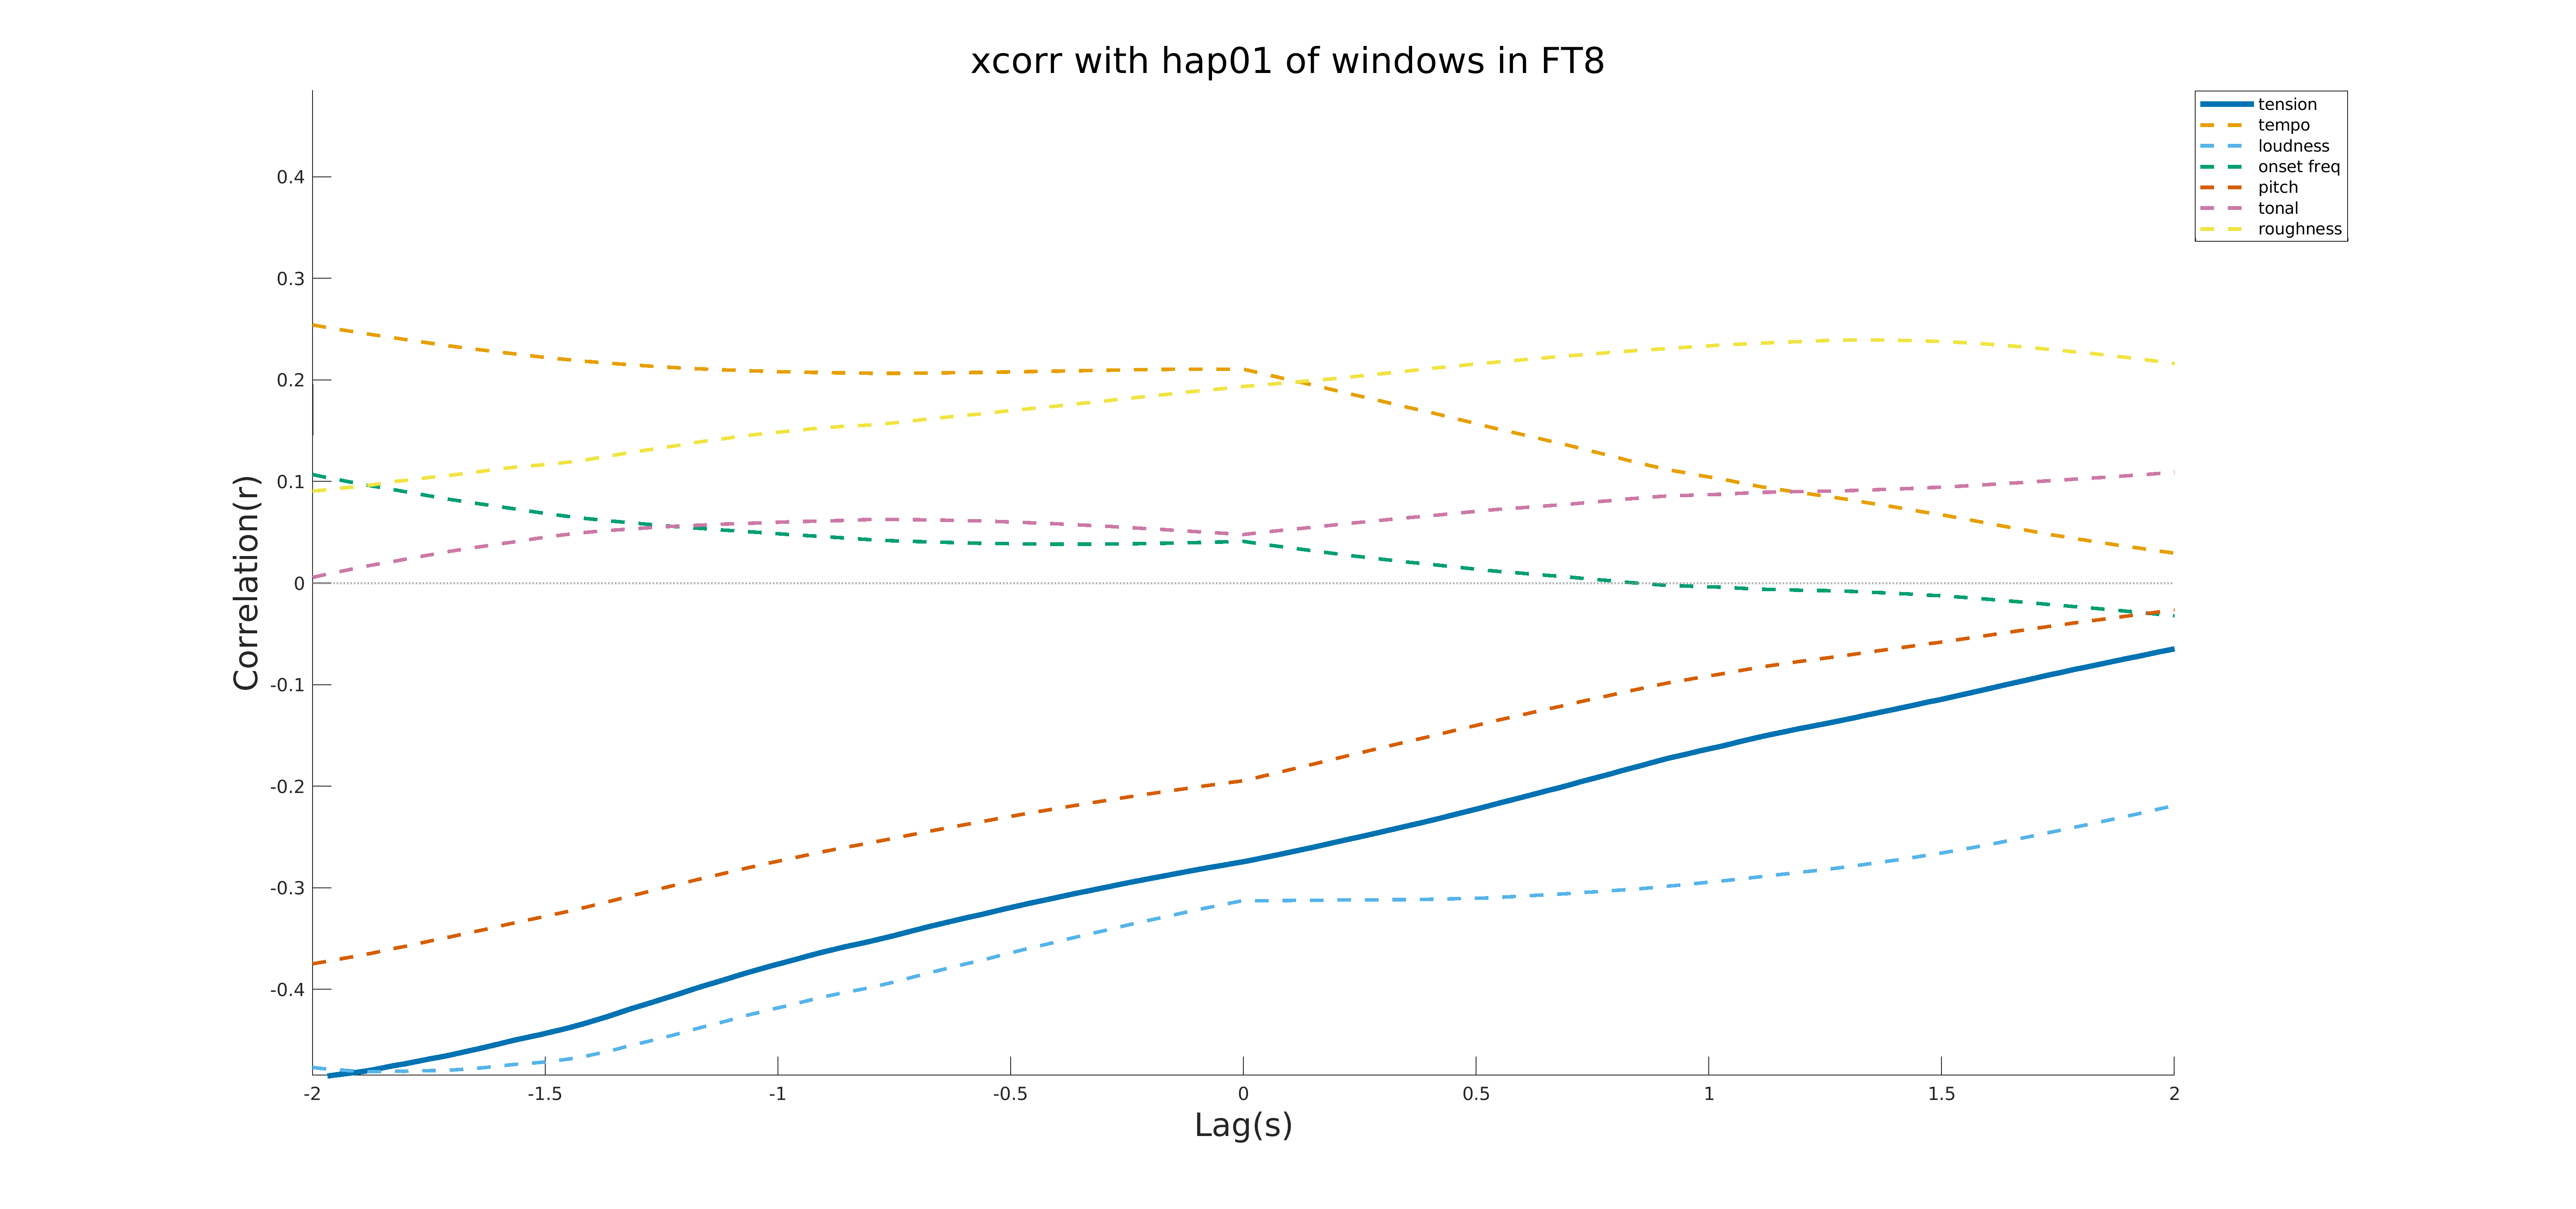 xcorr with hap01 of windows in FT8
tension
tempo
loudness
onset freq
pitch
tonal
roughness
0.4
0.3
0.2
0.1
0
-0.1
-0.2
-0.3
-0.4
Correlation(r)
-2
-1.5
-1
-0.5
0
0.5
1
1.5
2
Lag(s)